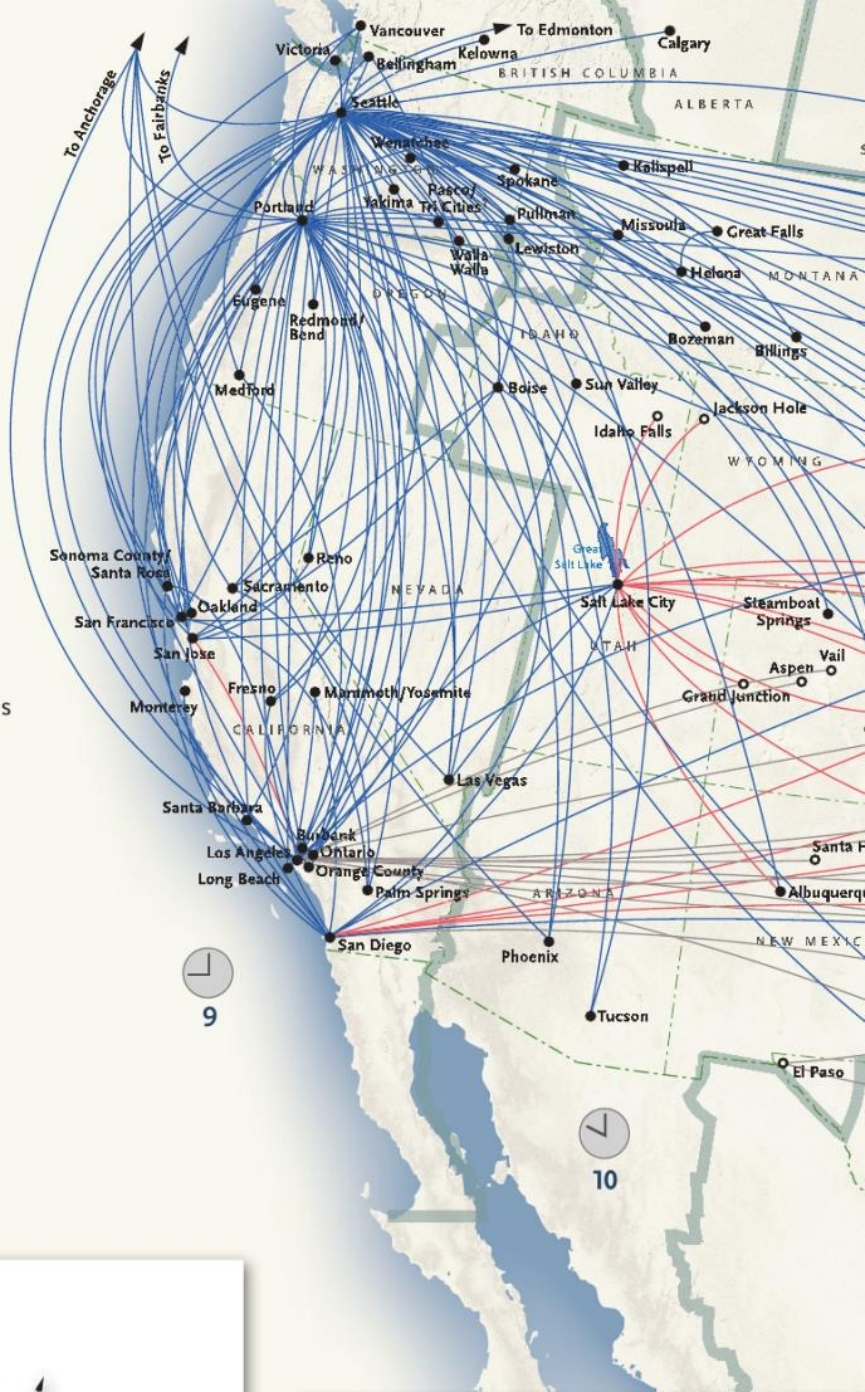 To Anchorage
To Fairbanks
Vancouver
To Edmonton
Victoria
Kelowna
Calgary
Bellingham
BRITISH COLUMBIA
ALBERTA
Seattle
Wenatchee
WASHINGTON
Spokane
Kalispell
Yakima
Pasco/
Tri Cities
Portland
Pullman
Missoula
Great Falls
Walla
Walla
Lewiston
Helena
MONTANA
Eugene
OREGON
Redmond/
Bend
IDAHO
Bozeman
Billings
Medford
Boise
Sun Valley
Jackson Hole
Idaho Falls
WYOMING
Sonoma County/
Santa Rosa
Reno
Great
Salt Lake
Sacramento
NEVADA
Salt Lake City
Steamboat
Springs
Oakland
San Francisco
San Jose
UTAH
Vail
Aspen
Grand Junction
Fresno
Mammoth/Yosemite
Monterey
s
CALIFORNIA
Las Vegas
Santa Barbara
Burbank
Los Angeles
Ontario
Orange County
Long Beach
Palm Springs
ARIZONA
Santa F
Albuquerqu
San Diego
Phoenix
NEW MEXIC
9
Tucson
El Paso
10